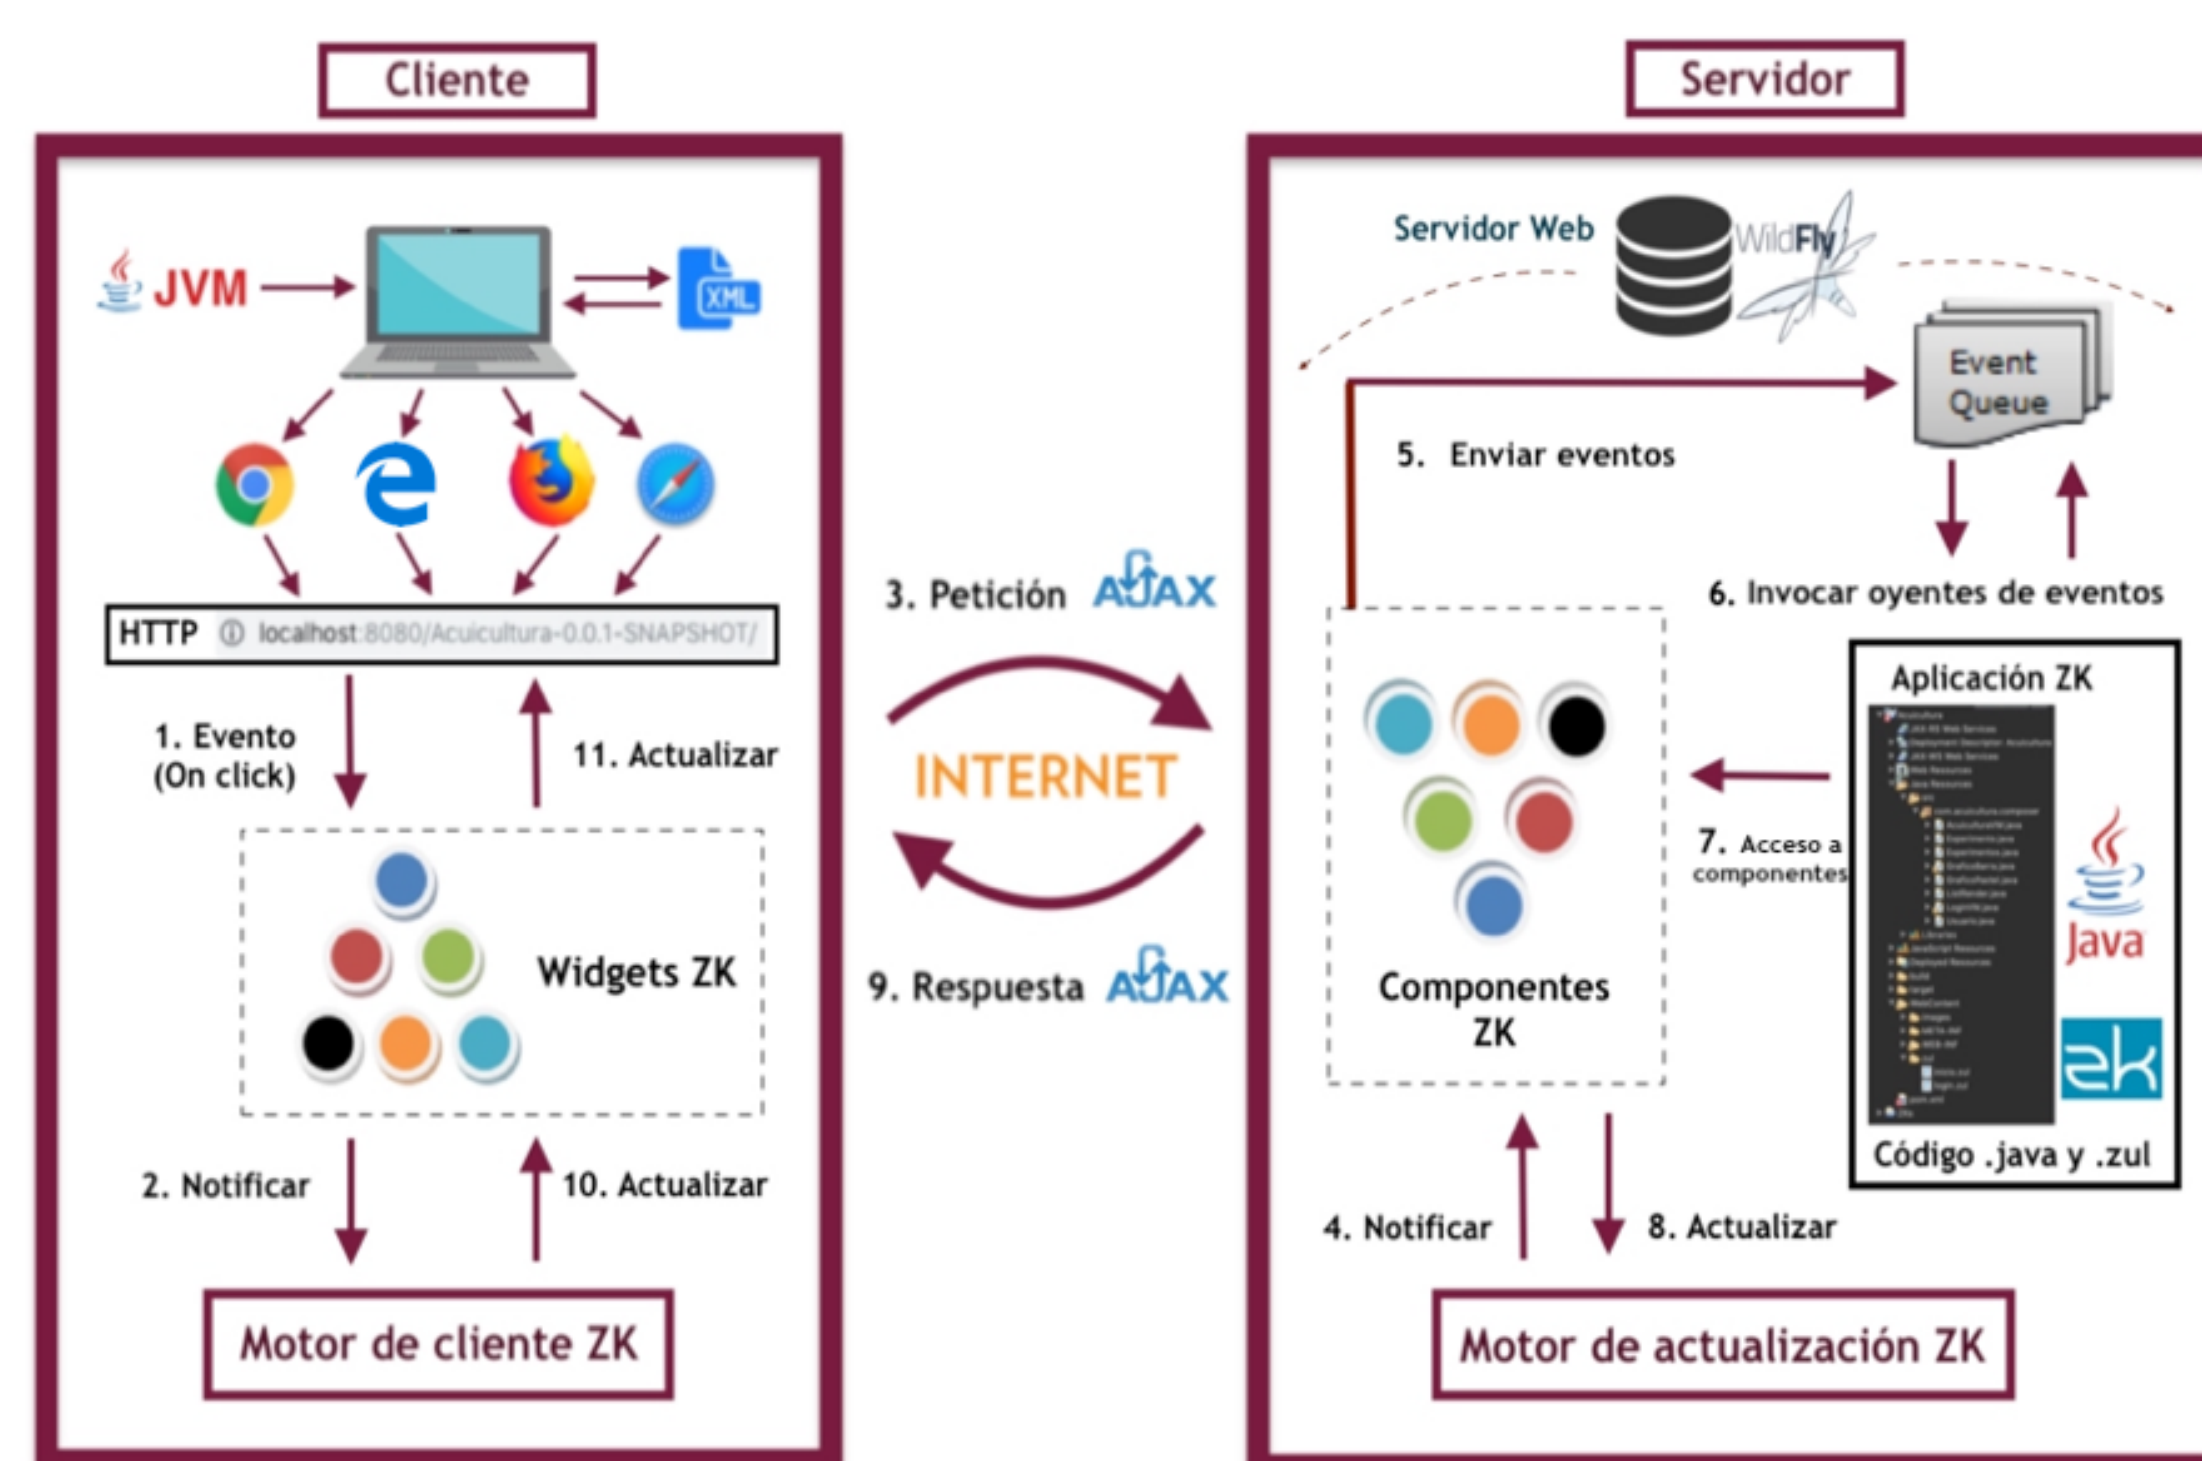 Cliente
JVM
XML
HTTP localhost:8080/Acuicultura-0.0.1-SNAPSHOT/
1. Evento
(On click)
11. Actualizar
Widgets ZK
2. Notificar
10. Actualizar
Motor de cliente ZK
3. Petición AJAX
INTERNET
9. Respuesta AJAX
Servidor
Servidor Web
WildFly
Event
Queue
5. Enviar eventos
6. Invocar oyentes de eventos
Aplicación ZK
7. Acceso a
componentes
Java
zk
Código .java y .zul
Componentes
ZK
4. Notificar
8. Actualizar
Motor de actualización ZK